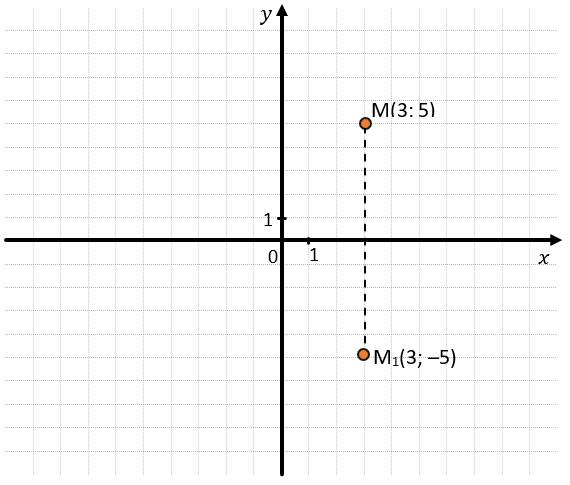 y
M(3; 5)
1
0
1
x
M₁(3; –5)